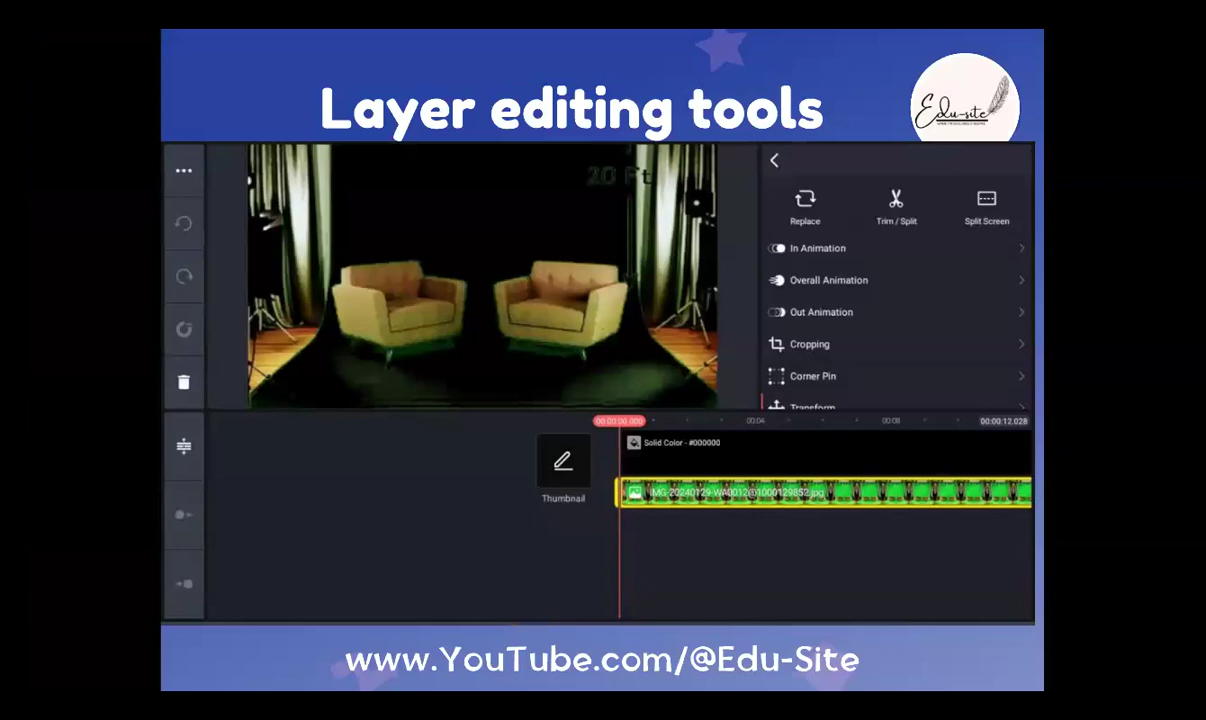 Layer editing tools
Edu-site
20 Ft
Replace
Trim / Split
Split Screen
In Animation
Overall Animation
Out Animation
Cropping
Corner Pin
Transform
00:00:00.000
00:04
00:08
00:00:12.028
Solid Color - #000000
Thumbnail
IMG-20240129-WA0012@1000129852.jpg
www.YouTube.com/@Edu-Site